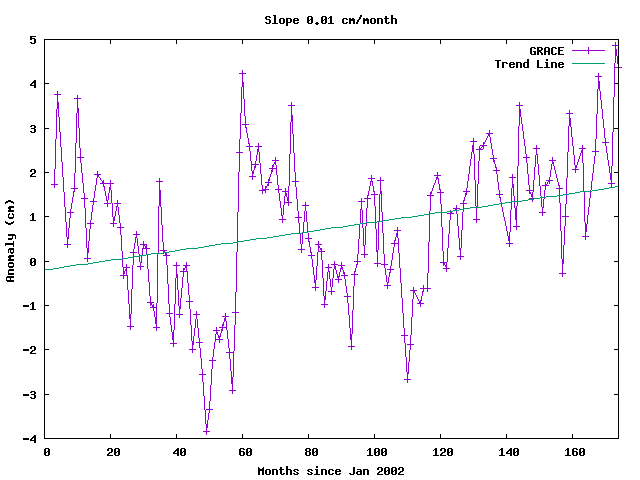 Slope 0.01 cm/month
GRACE
Trend Line
5
4
3
2
1
0
-1
-2
-3
-4
Anomaly (cm)
0 20 40 60 80 100 120 140 160
Months since Jan 2002